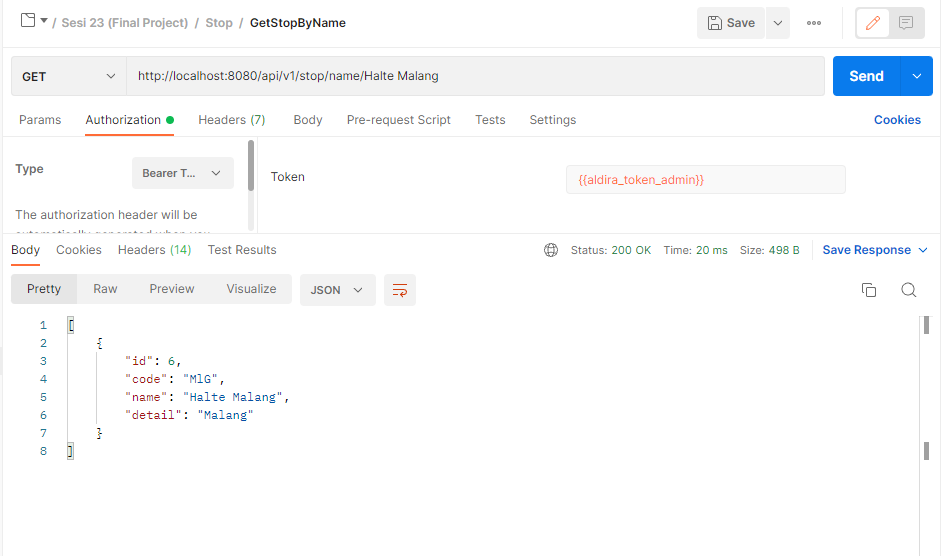 / Sesi 23 (Final Project) / Stop / GetStopByName
Save
GET
http://localhost:8080/api/v1/stop/name/Halte Malang
Send
Params Authorization Headers (7) Body Pre-request Script Tests Settings
Cookies
Type
Bearer T...
The authorization header will be
automatically generated when you
Token
{{aldira_token_admin}}
Body Cookies Headers (14) Test Results
Status: 200 OK Time: 20 ms Size: 498 B Save Response
Pretty Raw Preview Visualize JSON
1 [
2 {
3 "id": 6,
4 "code": "MlG",
5 "name": "Halte Malang",
6 "detail": "Malang"
7 }
8 ]